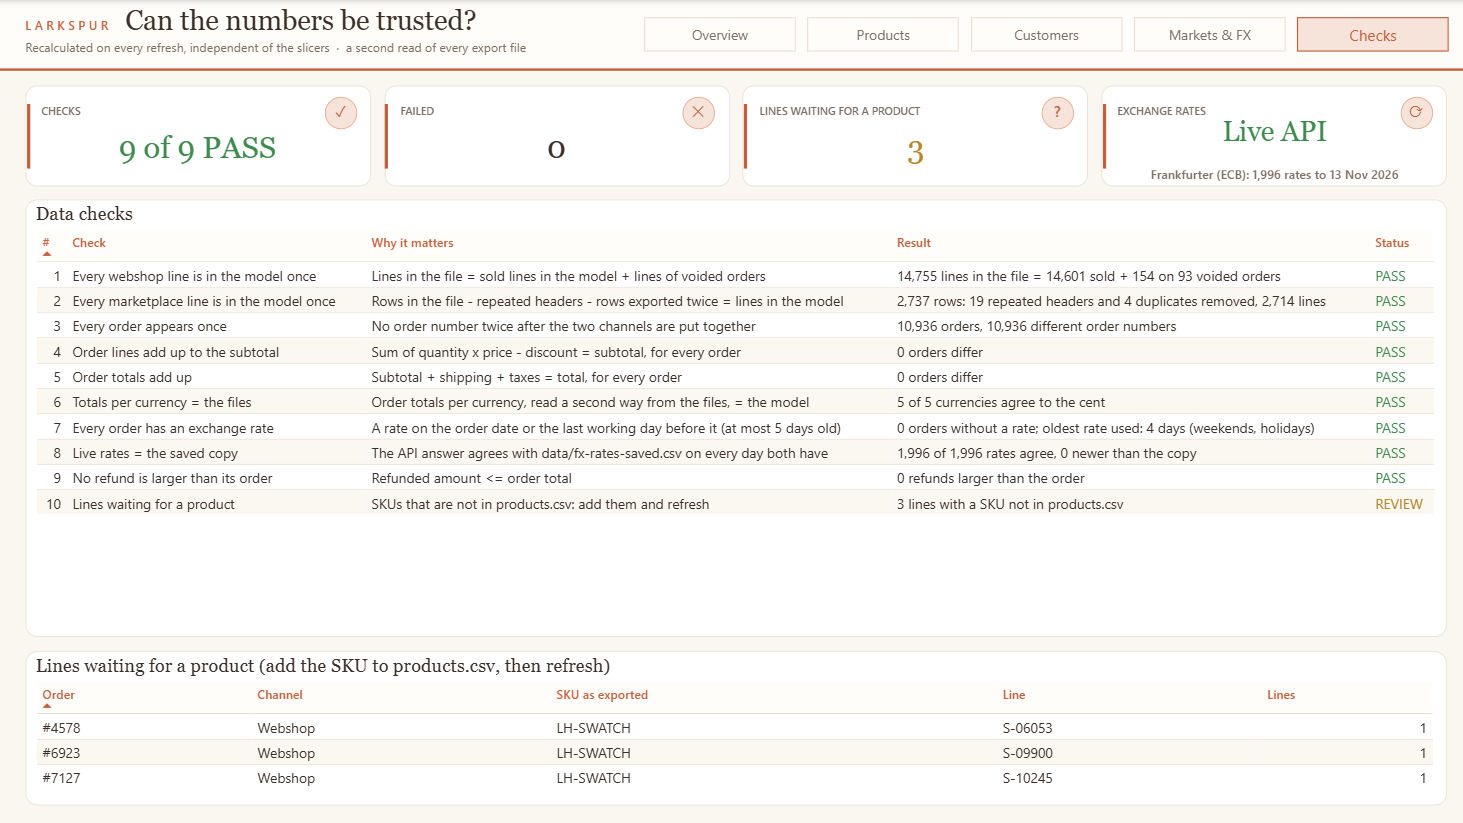 LARKSPUR Can the numbers be trusted?
Recalculated on every refresh, independent of the slicers · a second read of every export file
Overview
Products
Customers
Markets & FX
Checks
CHECKS
✓
9 of 9 PASS
FAILED
0
LINES WAITING FOR A PRODUCT
?
3
EXCHANGE RATES
Live API
Frankfurter (ECB): 1,996 rates to 13 Nov 2026
Data checks
# Check Why it matters Result Status
1 Every webshop line is in the model once Lines in the file = sold lines in the model + lines of voided orders 14,755 lines in the file = 14,601 sold + 154 on 93 voided orders PASS
2 Every marketplace line is in the model once Rows in the file - repeated headers - rows exported twice = lines in the model 2,737 rows: 19 repeated headers and 4 duplicates removed, 2,714 lines PASS
3 Every order appears once No order number twice after the two channels are put together 10,936 orders, 10,936 different order numbers PASS
4 Order lines add up to the subtotal Sum of quantity x price - discount = subtotal, for every order 0 orders differ PASS
5 Order totals add up Subtotal + shipping + taxes = total, for every order 0 orders differ PASS
6 Totals per currency = the files Order totals per currency, read a second way from the files, = the model 5 of 5 currencies agree to the cent PASS
7 Every order has an exchange rate A rate on the order date or the last working day before it (at most 5 days old) 0 orders without a rate; oldest rate used: 4 days (weekends, holidays) PASS
8 Live rates = the saved copy The API answer agrees with data/fx-rates-saved.csv on every day both have 1,996 of 1,996 rates agree, 0 newer than the copy PASS
9 No refund is larger than its order Refunded amount <= order total 0 refunds larger than the order PASS
10 Lines waiting for a product SKUs that are not in products.csv: add them and refresh 3 lines with a SKU not in products.csv REVIEW
Lines waiting for a product (add the SKU to products.csv, then refresh)
Order Channel SKU as exported Line Lines
#4578 Webshop LH-SWATCH S-06053 1
#6923 Webshop LH-SWATCH S-09900 1
#7127 Webshop LH-SWATCH S-10245 1